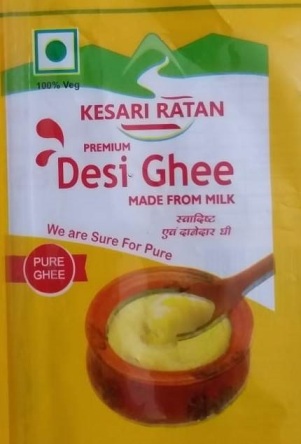 100% Veg
KESARI RATAN
PREMIUM
Desi Ghee
MADE FROM MILK
स्वादिष्ट
एवं दानेदार घी
We are Sure For Pure
PURE
GHEE